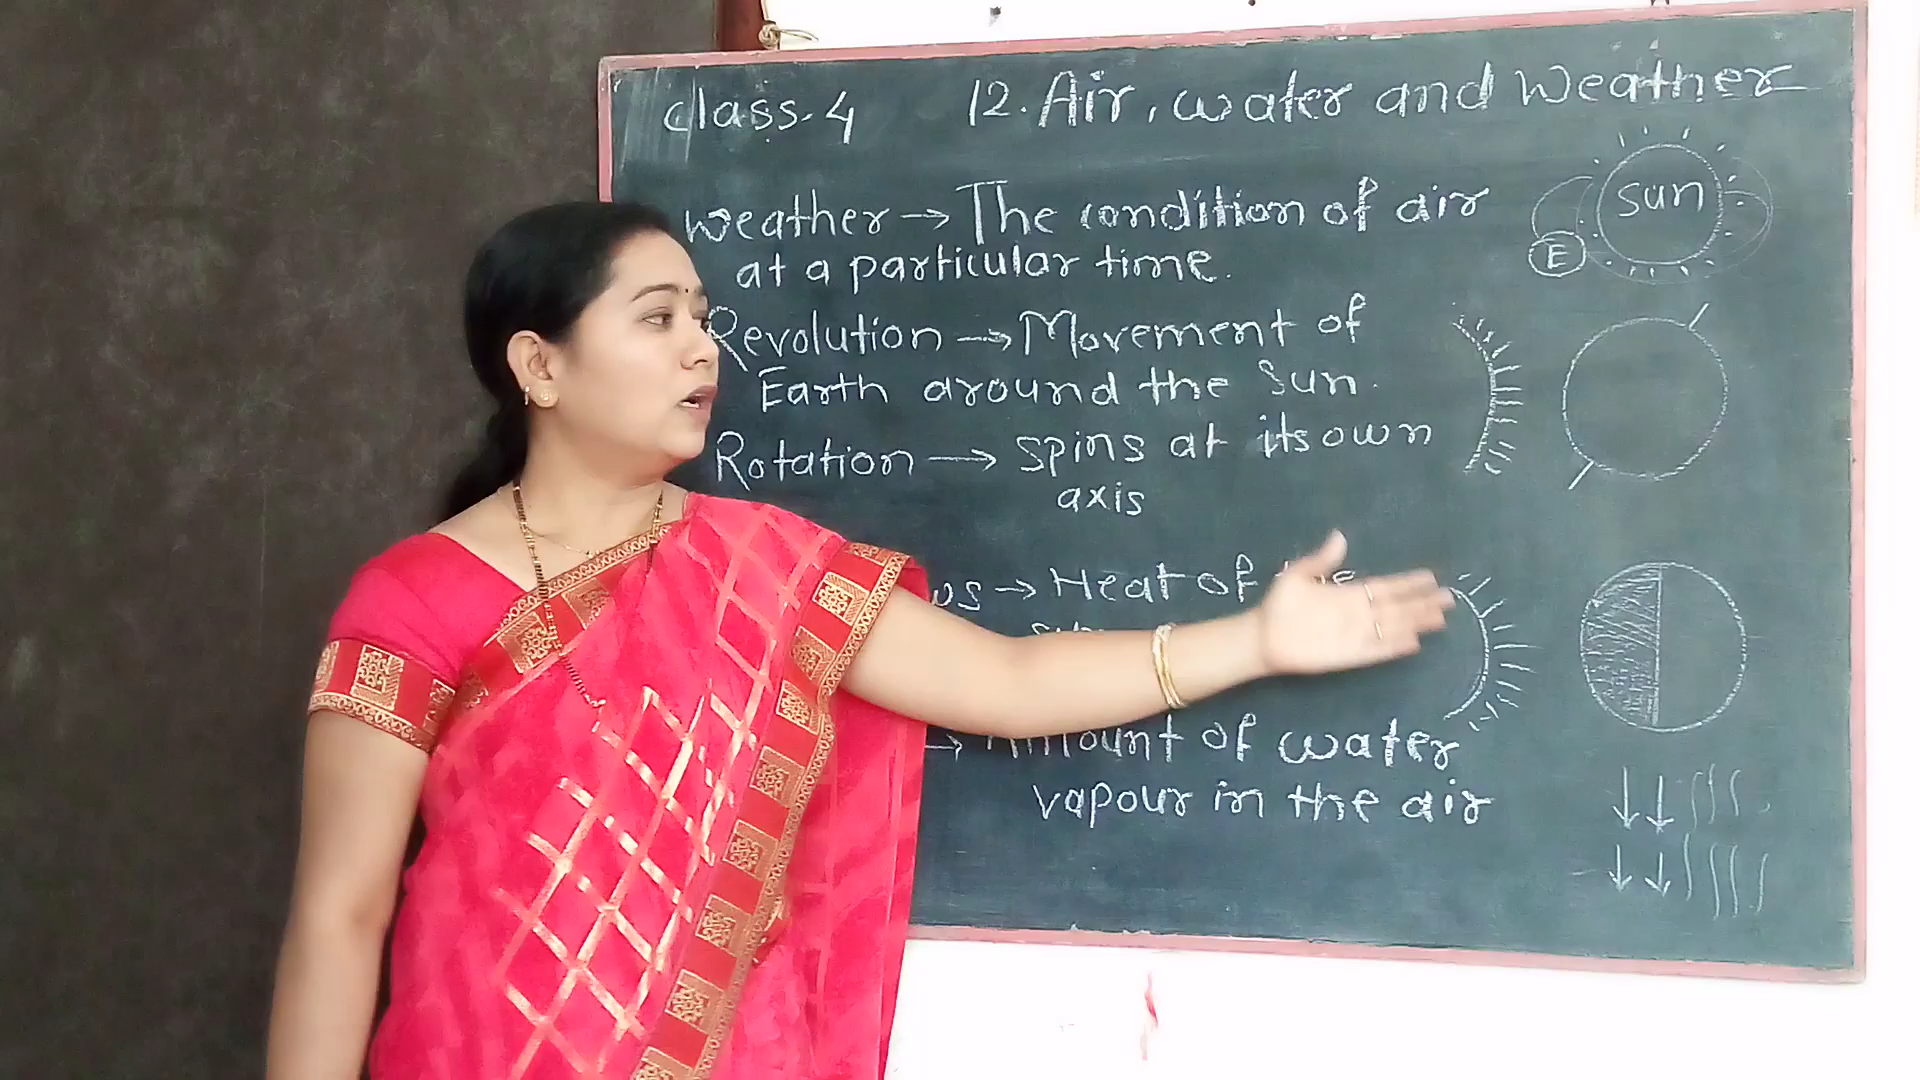 class. 4
12. Air, water and Weather
Weather → The condition of air
at a particular time.
Revolution → Movement of
Earth around the Sun.
Rotation → spins at its own
axis
→ Heat of
→ Amount of water
vapour in the air
sun
E